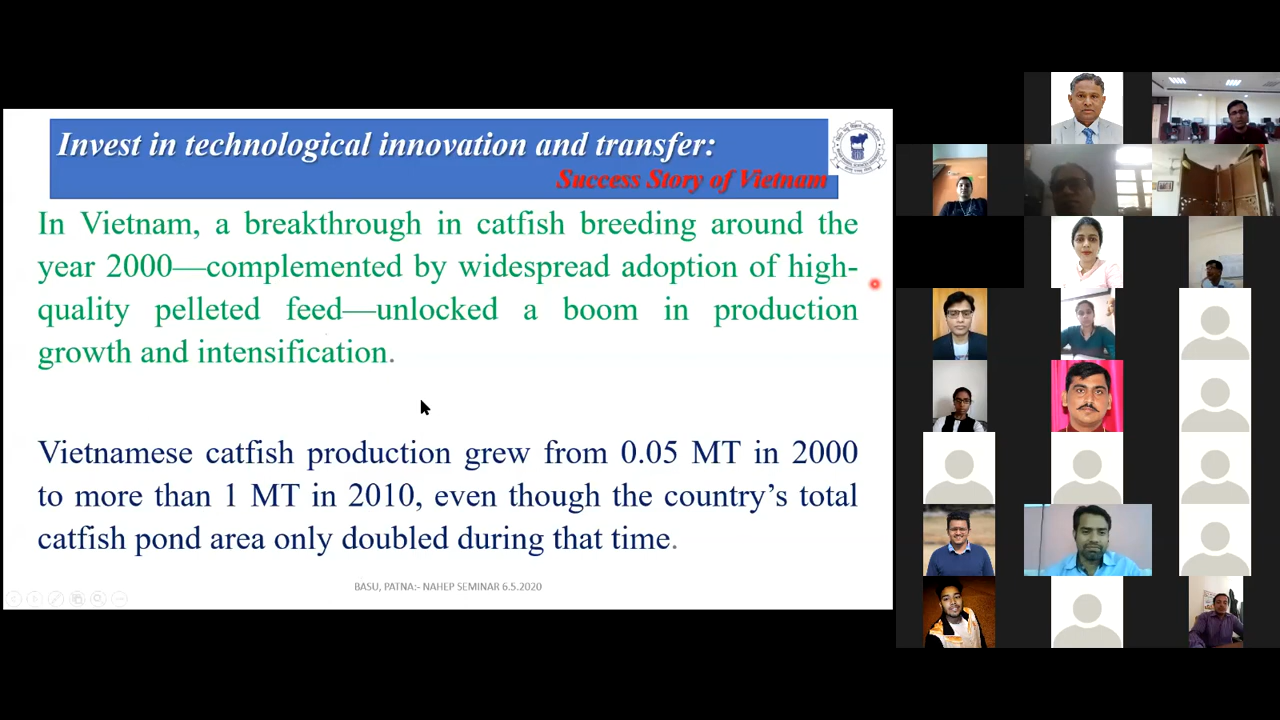 Invest in technological innovation and transfer:
Success Story of Vietnam
In Vietnam, a breakthrough in catfish breeding around the
year 2000—complemented by widespread adoption of high-
quality pelleted feed—unlocked a boom in production
growth and intensification.
Vietnamese catfish production grew from 0.05 MT in 2000
to more than 1 MT in 2010, even though the country’s total
catfish pond area only doubled during that time.
BASU, PATNA:- NAHEP SEMINAR 6.5.2020